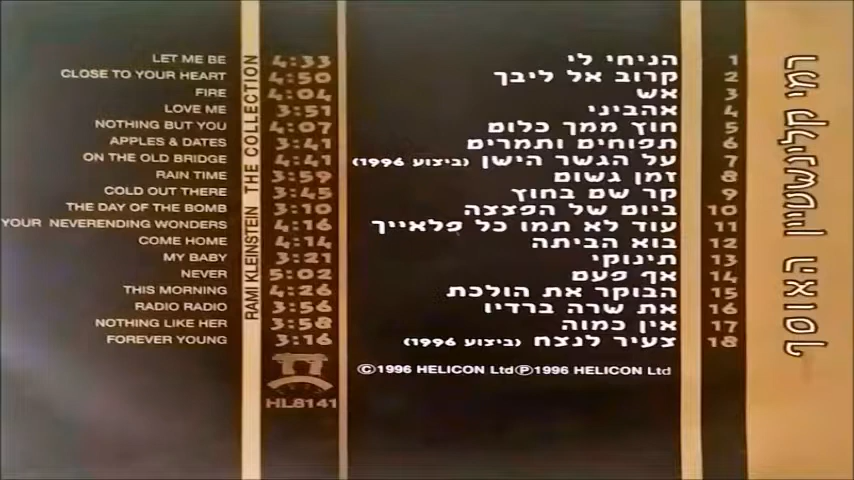 רמי קלינשטיין האוסף
1 הניחי לי 4:33 LET ME BE
2 קרוב אל ליבך 4:50 CLOSE TO YOUR HEART
3 אש 4:04 FIRE
4 אהביני 3:51 LOVE ME
5 חוץ ממך כלום 4:07 NOTHING BUT YOU
6 תפוחים ותמרים 3:41 APPLES & DATES
7 על הגשר הישן (ביצוע 1996) 4:41 ON THE OLD BRIDGE
8 זמן גשום 3:59 RAIN TIME
9 קר שם בחוץ 3:45 COLD OUT THERE
10 ביום של הפצצה 3:10 THE DAY OF THE BOMB
11 עוד לא תמו כל פלאייך 4:16 YOUR NEVERENDING WONDERS
12 בוא הביתה 4:14 COME HOME
13 תינוקי 3:21 MY BABY
14 אף פעם 5:02 NEVER
15 הבוקר את הולכת 4:26 THIS MORNING
16 את שרה ברדיו 3:56 RADIO RADIO
17 אין כמוה 3:58 NOTHING LIKE HER
18 צעיר לנצח (ביצוע 1996) 3:16 FOREVER YOUNG
©1996 HELICON Ltd℗1996 HELICON Ltd
HL8141
RAMI KLEINSTEIN THE COLLECTION